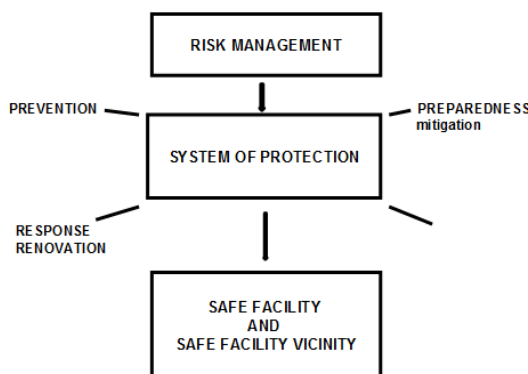 RISK MANAGEMENT
PREVENTION
PREPAREDNESS
mitigation
SYSTEM OF PROTECTION
RESPONSE
RENOVATION
SAFE FACILITY
AND
SAFE FACILITY VICINITY